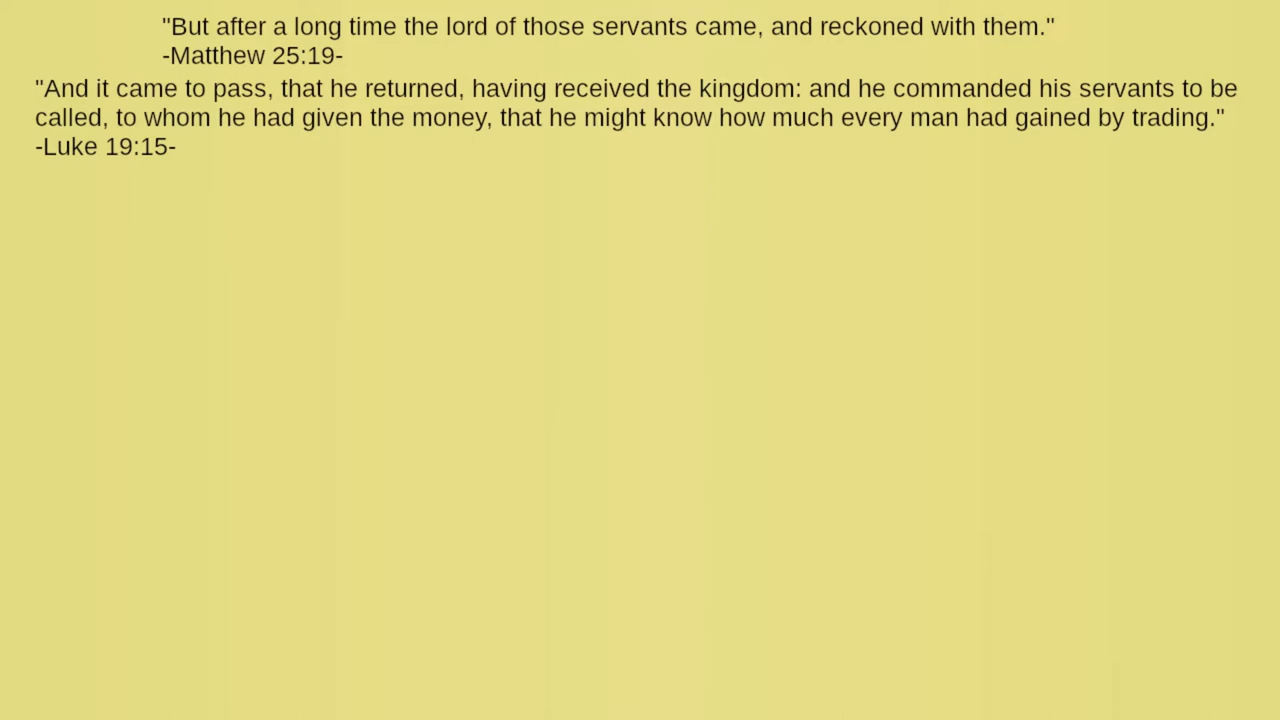 "But after a long time the lord of those servants came, and reckoned with them."
-Matthew 25:19-
"And it came to pass, that he returned, having received the kingdom: and he commanded his servants to be
called, to whom he had given the money, that he might know how much every man had gained by trading."
-Luke 19:15-